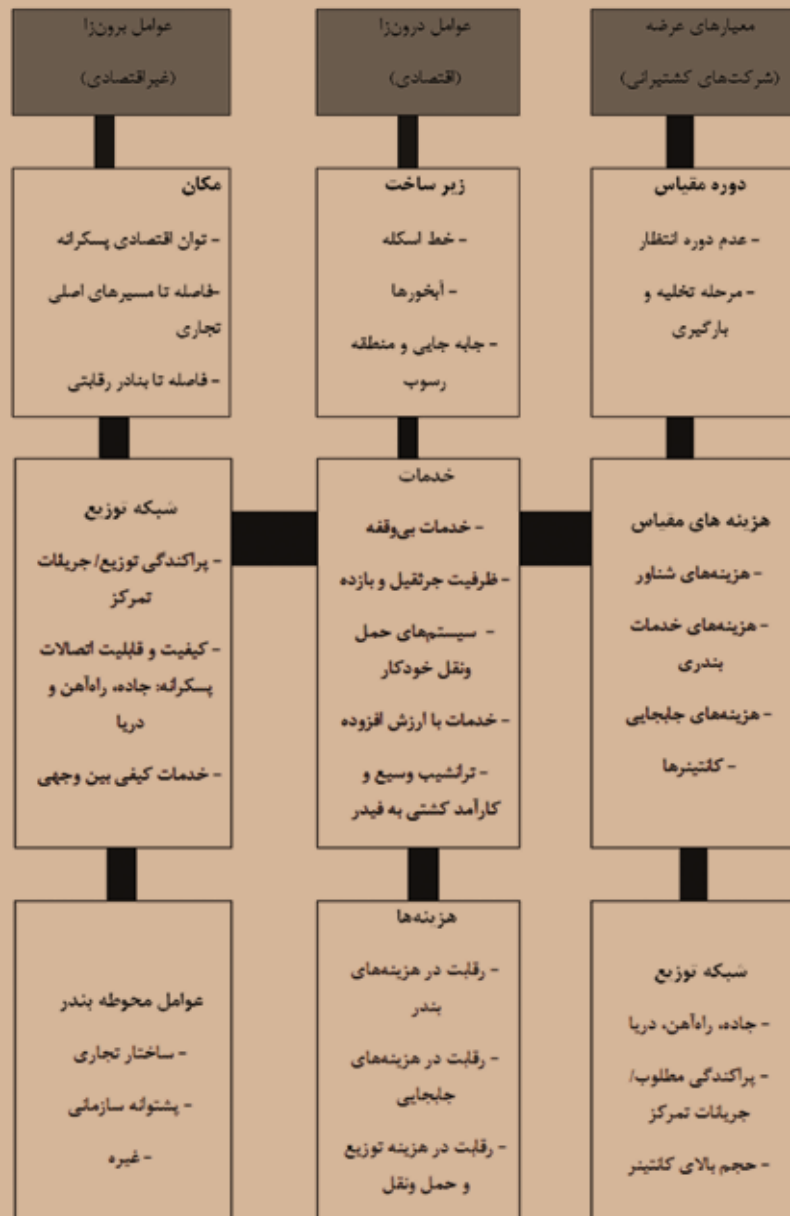 معیارهای عرضه
(شرکت‌های کشتیرانی)
دوره مقیاس
- عدم دوره انتظار
- مرحله تخلیه و
بارگیری
هزینه های مقیاس
- هزینه‌های شناور
- هزینه‌های خدمات
بندری
- هزینه‌های جابجایی
- کانتینرها
شبکه توزیع
- جاده، راه‌آهن، دریا
- پراکندگی مطلوب/
جریانات تمرکز
- حجم بالای کانتینر
عوامل درون‌زا
(اقتصادی)
زیر ساخت
- خط اسکله
- آبخورها
- جابه جایی و منطقه
رسوب
خدمات
- خدمات بی‌وقفه
- ظرفیت جرثقیل و بازده
- سیستم‌های حمل
ونقل خودکار
- خدمات با ارزش افزوده
- ترانشیب وسیع و
کارآمد کشتی به فیدر
هزینه‌ها
- رقابت در هزینه‌های
بندر
- رقابت در هزینه‌های
جابجایی
- رقابت در هزینه توزیع
و حمل ونقل
عوامل برون‌زا
(غیراقتصادی)
مکان
- توان اقتصادی پسکرانه
-فاصله تا مسیرهای اصلی
تجاری
- فاصله تا بنادر رقابتی
شبکه توزیع
- پراکندگی توزیع/ جریانات
تمرکز
- کیفیت و قابلیت اتصالات
پسکرانه: جاده، راه‌آهن و
دریا
- خدمات کیفی بین وجهی
عوامل محوطه بندر
- ساختار تجاری
- پشتوانه سازمانی
- غیره